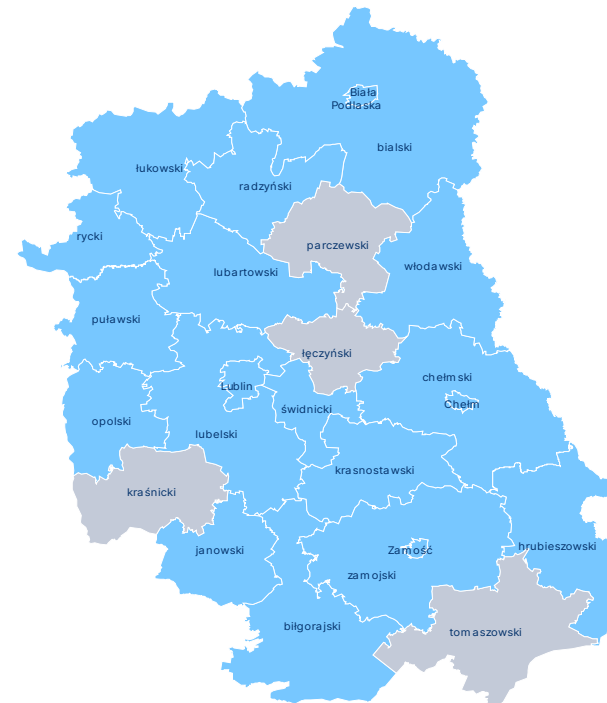 Biała
Podlaska
bialski
łukowski
radzyński
rycki
parczewski
włodawski
lubartowski
puławski
łęczyński
chełmski
Lublin
Chełm
świdnicki
opolski
lubelski
krasnostawski
kraśnicki
janowski
Zamość
hrubieszowski
zamojski
biłgorajski
tomaszowski